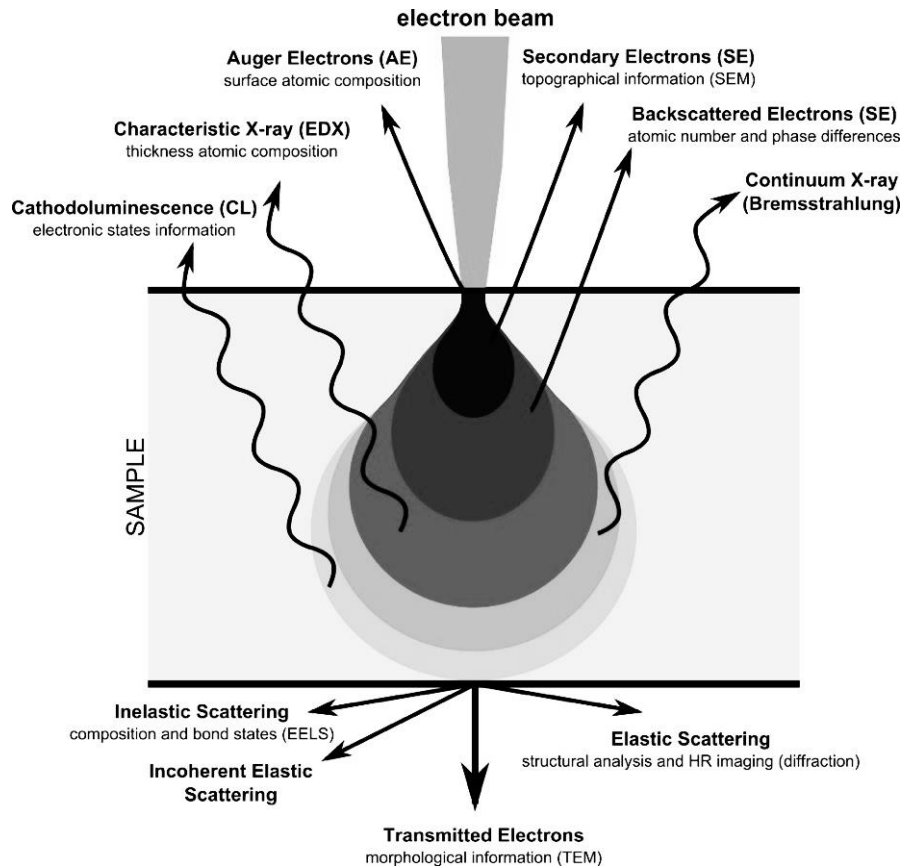 electron beam
Auger Electrons (AE)
surface atomic composition
Secondary Electrons (SE)
topographical information (SEM)
Characteristic X-ray (EDX)
thickness atomic composition
Backscattered Electrons (SE)
atomic number and phase differences
Cathodoluminescence (CL)
electronic states information
Continuum X-ray
(Bremsstrahlung)
SAMPLE
Inelastic Scattering
composition and bond states (EELS)
Incoherent Elastic
Scattering
Elastic Scattering
structural analysis and HR imaging (diffraction)
Transmitted Electrons
morphological information (TEM)